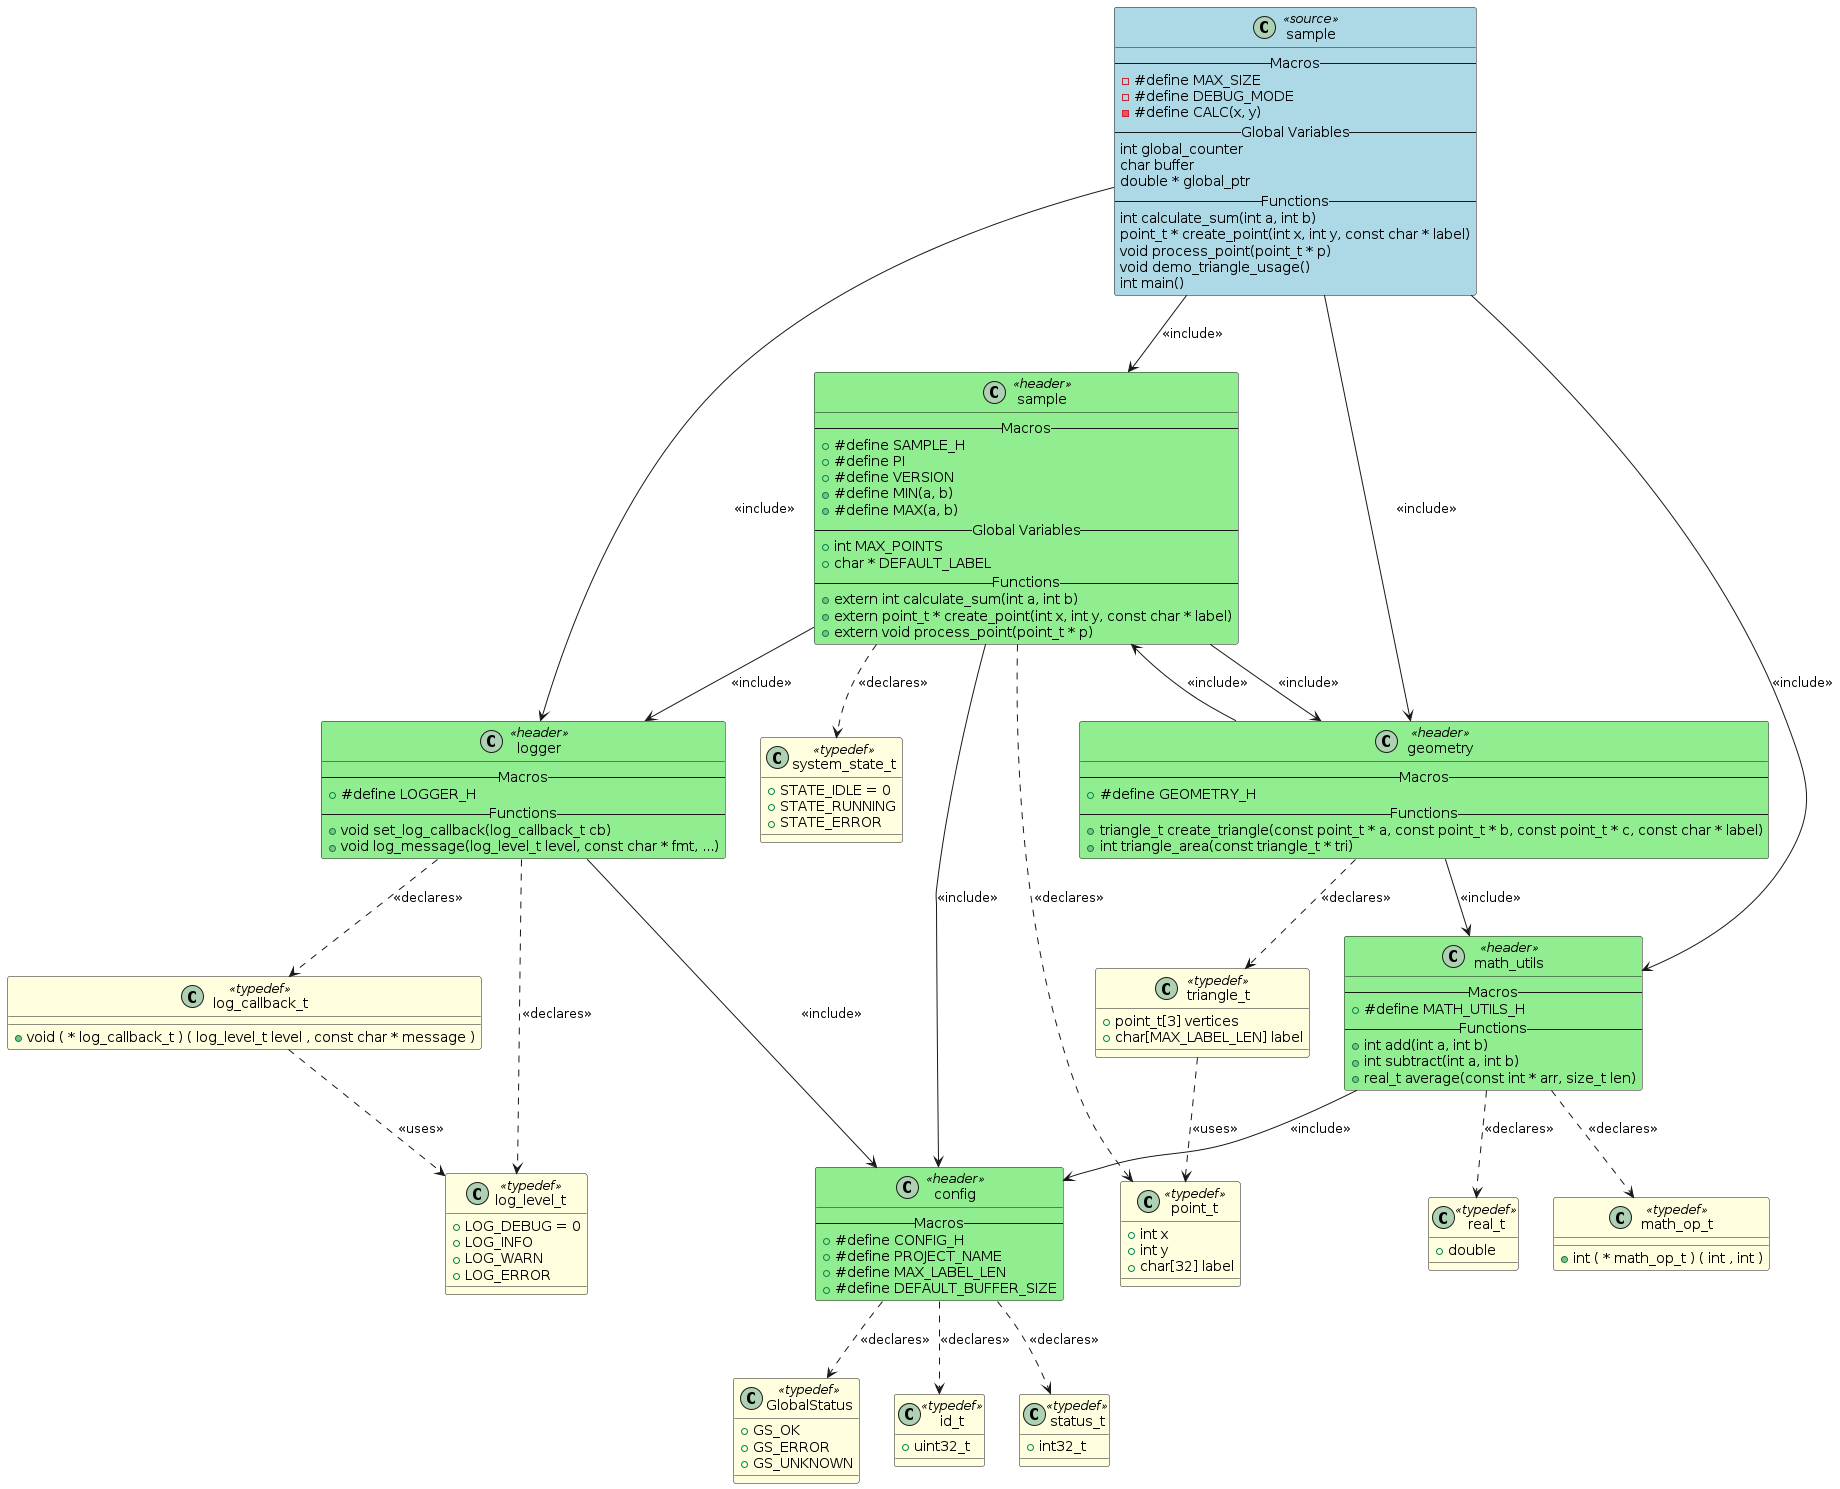 «source»
sample
Macros
#define MAX_SIZE
#define DEBUG_MODE
#define CALC(x, y)
Global Variables
int global_counter
char buffer
double * global_ptr
Functions
int calculate_sum(int a, int b)
point_t * create_point(int x, int y, const char * label)
void process_point(point_t * p)
void demo_triangle_usage()
int main()
«include»
«header»
sample
Macros
#define SAMPLE_H
#define PI
#define VERSION
#define MIN(a, b)
#define MAX(a, b)
Global Variables
int MAX_POINTS
char * DEFAULT_LABEL
Functions
extern int calculate_sum(int a, int b)
extern point_t * create_point(int x, int y, const char * label)
extern void process_point(point_t * p)
«include»
«include»
«include»
«declares»
«include»
«include»
«include»
«header»
logger
Macros
#define LOGGER_H
Functions
void set_log_callback(log_callback_t cb)
void log_message(log_level_t level, const char * fmt, ...)
«typedef»
system_state_t
STATE_IDLE = 0
STATE_RUNNING
STATE_ERROR
«header»
geometry
Macros
#define GEOMETRY_H
Functions
triangle_t create_triangle(const point_t * a, const point_t * b, const point_t * c, const char * label)
int triangle_area(const triangle_t * tri)
«declares»
«include»
«declares»
«declares»
«include»
«typedef»
log_callback_t
void ( * log_callback_t ) ( log_level_t level , const char * message )
«declares»
«include»
«typedef»
triangle_t
point_t[3] vertices
char[MAX_LABEL_LEN] label
«header»
math_utils
Macros
#define MATH_UTILS_H
Functions
int add(int a, int b)
int subtract(int a, int b)
real_t average(const int * arr, size_t len)
«uses»
«uses»
«include»
«declares»
«declares»
«typedef»
log_level_t
LOG_DEBUG = 0
LOG_INFO
LOG_WARN
LOG_ERROR
«header»
config
Macros
#define CONFIG_H
#define PROJECT_NAME
#define MAX_LABEL_LEN
#define DEFAULT_BUFFER_SIZE
«typedef»
point_t
int x
int y
char[32] label
«typedef»
real_t
double
«typedef»
math_op_t
int ( * math_op_t ) ( int , int )
«declares»
«declares»
«declares»
«typedef»
GlobalStatus
GS_OK
GS_ERROR
GS_UNKNOWN
«typedef»
id_t
uint32_t
«typedef»
status_t
int32_t